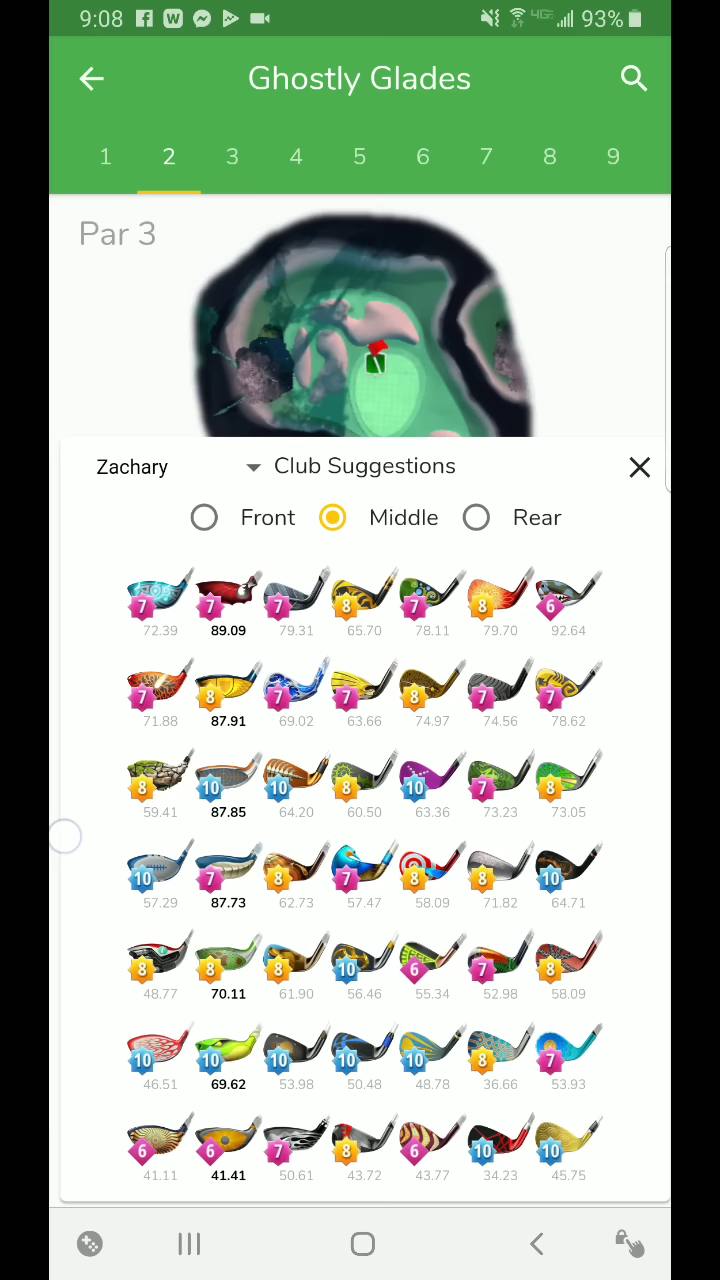 9:08 W 4GE 93%
Ghostly Glades
1 2 3 4 5 6 7 8 9
Par 3
Zachary Club Suggestions
Front Middle Rear
7 7 7 8 7 8 6
72.39 89.09 79.31 65.70 78.11 79.70 92.64
7 8 7 7 8 7 7
71.88 87.91 69.02 63.66 74.97 74.56 78.62
8 10 10 8 10 7 8
59.41 87.85 64.20 60.50 63.36 73.23 73.05
10 7 8 7 8 8 10
57.29 87.73 62.73 57.47 58.09 71.82 64.71
8 8 8 10 6 7 8
48.77 70.11 61.90 56.46 55.34 52.98 58.09
10 10 10 10 10 8 7
46.51 69.62 53.98 50.48 48.78 36.66 53.93
6 6 7 8 6 10 10
41.11 41.41 50.61 43.72 43.77 34.23 45.75